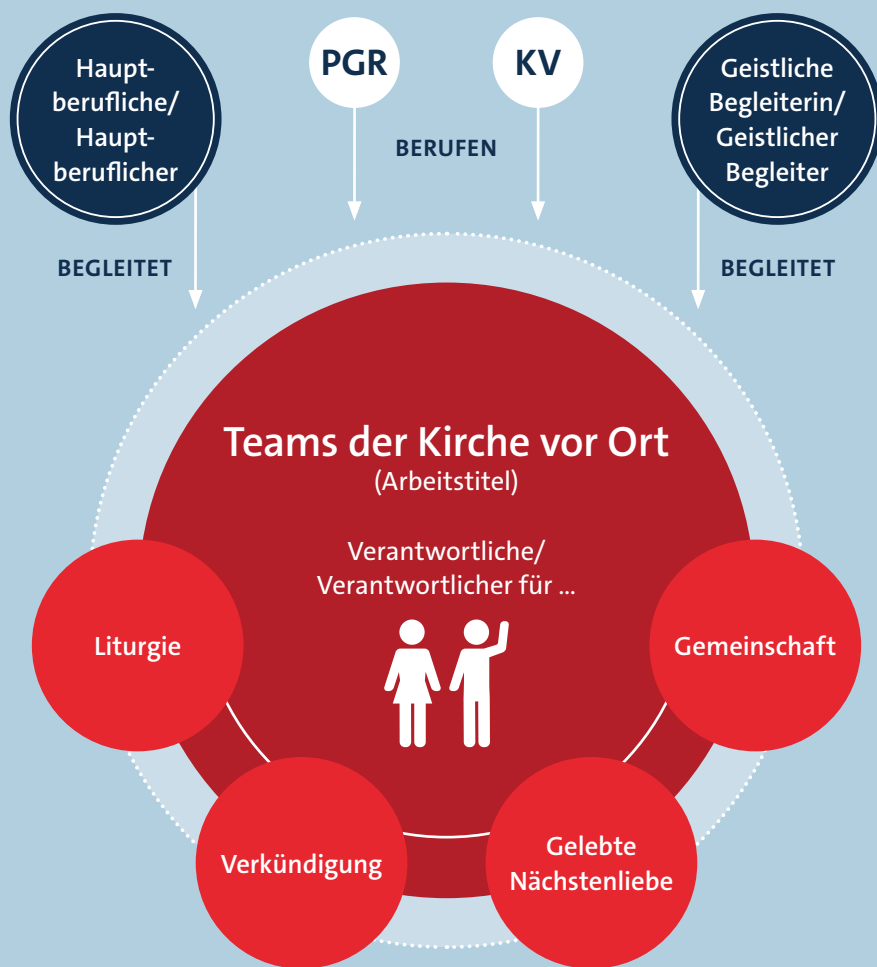 Haupt-
berufliche/
Haupt-
beruflicher
PGR
KV
Geistliche
Begleiterin/
Geistlicher
Begleiter
BERUFEN
BEGLEITET
BEGLEITET
Teams der Kirche vor Ort
(Arbeitstitel)
Verantwortliche/
Verantwortlicher für ...
Liturgie
Gemeinschaft
Verkündigung
Gelebte
Nächstenliebe